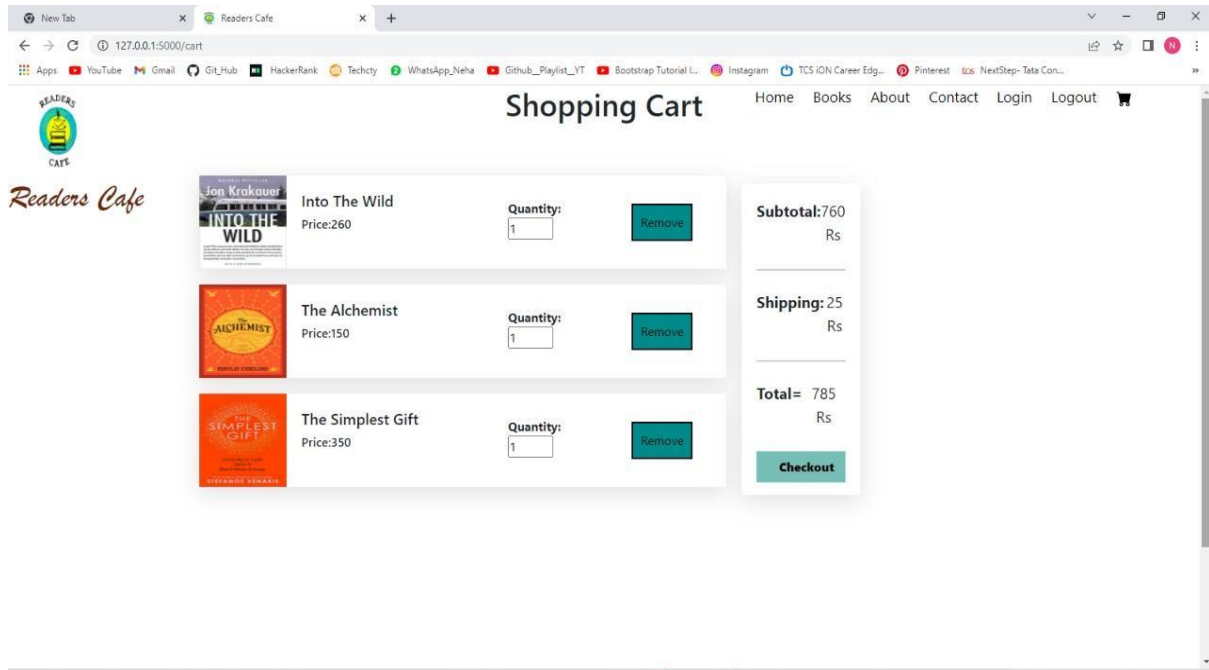 New Tab
Readers Cafe
127.0.0.1:5000/cart
Apps YouTube Gmail Git_Hub HackerRank Techcty WhatsApp_Neha Github_Playlist_YT Bootstrap Tutorial I... Instagram TCS iON Career Edg... Pinterest NextStep- Tata Con... »
N
READERS
CAFE
Readers Cafe
Shopping Cart
Home Books About Contact Login Logout
Jon Krakauer
INTO THE
WILD
Into The Wild
Price:260
Quantity:
1
Remove
The
ALCHEMIST
PAULO COELHO
The Alchemist
Price:150
Quantity:
1
Remove
THE
SIMPLEST
GIFT
STEFANOS XENAKIS
The Simplest Gift
Price:350
Quantity:
1
Remove
Subtotal:760
Rs
Shipping: 25
Rs
Total= 785
Rs
Checkout